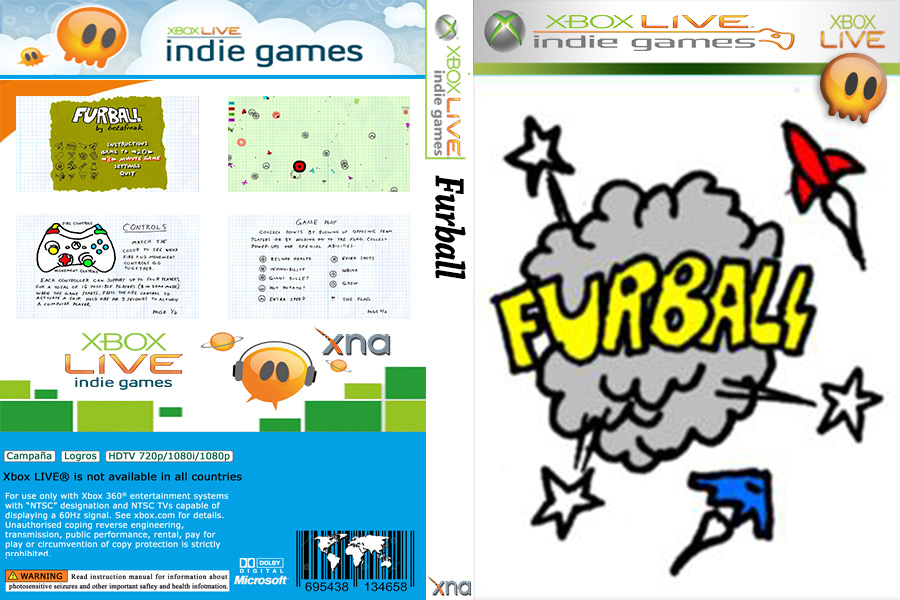 XBOX LIVE
indie games
FURBALL
by betafreak
INSTRUCTIONS
GAME TO <20>
<3> MINUTE GAME
SETTINGS
QUIT
FIRE CONTROLS
MOVEMENT CONTROLS
CONTROLS
MATCH THE
COLOR TO SEE HOW
FIRE AND MOVEMENT
CONTROLS GO
TOGETHER.
EACH CONTROLLER CAN SUPPORT UP TO FOUR PLAYERS
FOR A TOTAL OF 16 POSSIBLE PLAYERS
WHEN THE GAME STARTS, PRESS THE FIRE CONTROL TO
ACTIVATE A SHIP. HOLD FIRE FOR 3 SECONDS TO ACTIVATE
A COMPUTER PLAYER.
PAGE 1/2
GAME PLAY
COLLECT POINTS BY BLOWING UP OPPOSING TEAM
PLAYERS OR BY HOLDING ON TO THE FLAG. COLLECT
POWER-UPS FOR SPECIAL ABILITIES:
RESTORE HEALTH
INVINCIBILITY
GIANT BULLET
HOT POTATO!
EXTRA SPEED
EXTRA SHOTS
SHRINK
GROW
THE FLAG
PAGE 2/2
XBOX
LIVE
indie games
xna
Campaña
Logros
HDTV 720p/1080i/1080p
Xbox LIVE® is not available in all countries
For use only with Xbox 360® entertainment systems
with “NTSC” designation and NTSC TVs capable of
displaying a 60Hz signal. See xbox.com for details.
Unauthorised coping reverse engineering,
transmission, public performance, rental, pay for
play or circumvention of copy protection is strictly
prohibited.
WARNING
Read instruction manual for information about
photosensitive seizures and other important saftey and health infotmation.
DOLBY
DIGITAL
Microsoft
695438 134658
XBOX LIVE
indie games
Furball
xna
XBOX LIVE
indie games
XBOX
LIVE
FURBALL